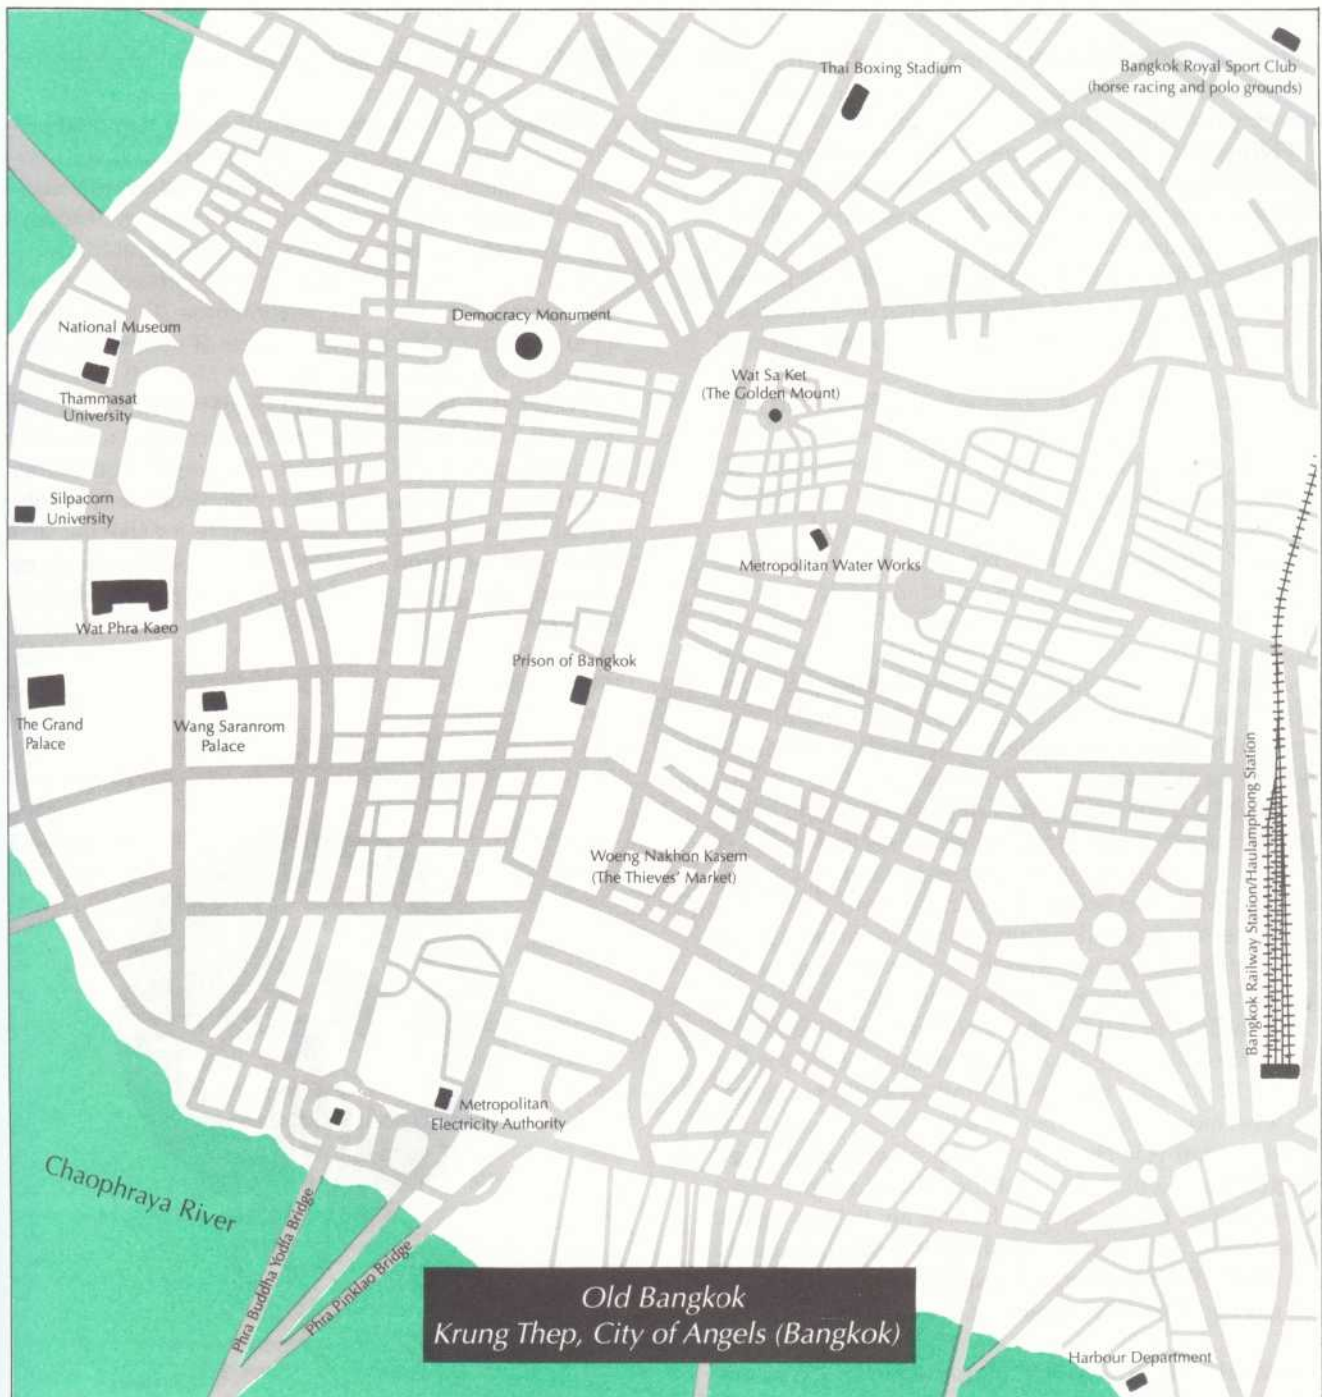 Thai Boxing Stadium
Bangkok Royal Sport Club
(horse racing and polo grounds)
National Museum
Democracy Monument
Thammasat
University
Wat Sa Ket
(The Golden Mount)
Silpacorn
University
Metropolitan Water Works
Wat Phra Kaeo
Prison of Bangkok
The Grand
Palace
Wang Saranrom
Palace
Bangkok Railway Station/Haulamphong Station
Woeng Nakhon Kasem
(The Thieves' Market)
Metropolitan
Electricity Authority
Chaophraya River
Phra Buddha Yodfa Bridge
Phra Pinklao Bridge
Old Bangkok
Krung Thep, City of Angels (Bangkok)
Harbour Department